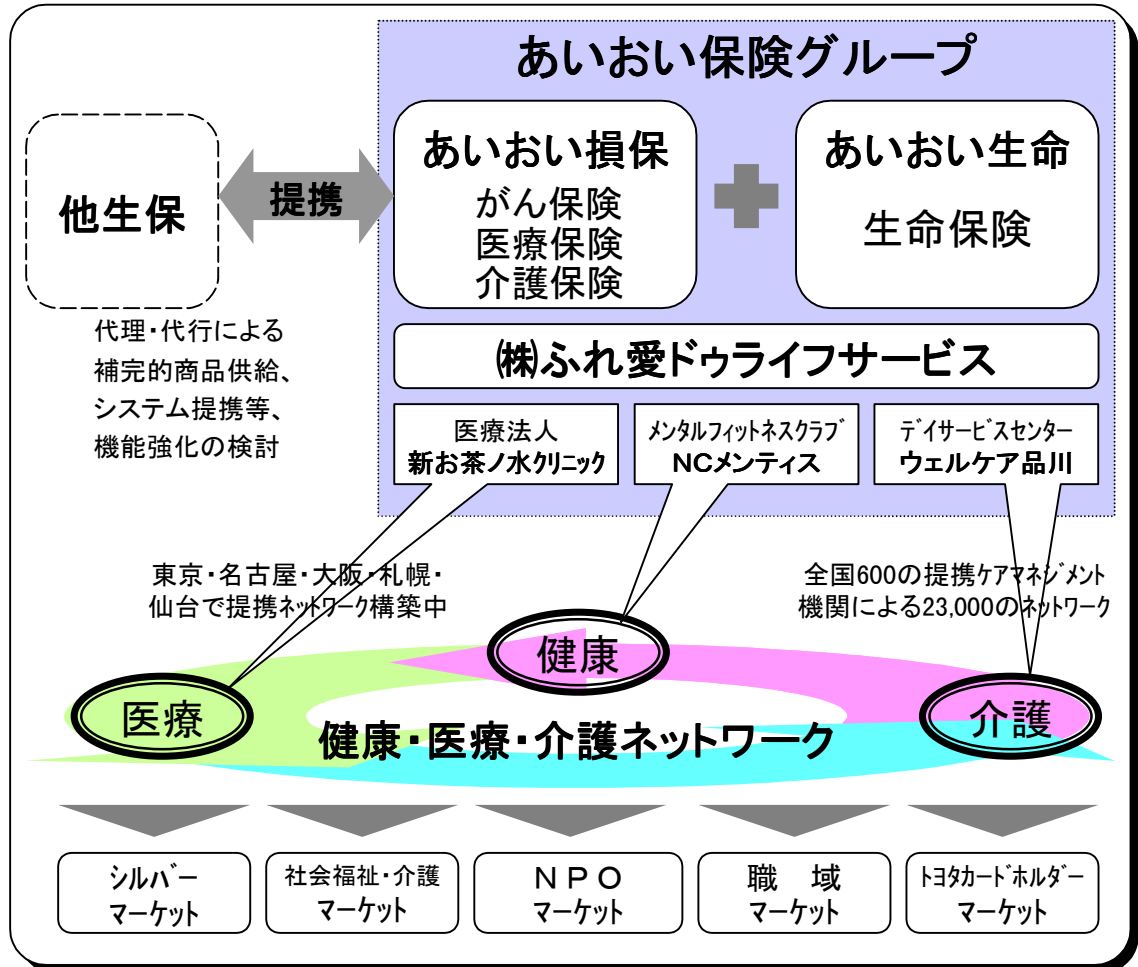 あいおい保険グループ
他生保
提携
あいおい損保
がん保険
医療保険
介護保険
あいおい生命
生命保険
代理・代行による
補完的商品供給、
システム提携等、
機能強化の検討
㈱ふれ愛ドゥライフサービス
医療法人
新お茶ノ水クリニック
ﾒﾝﾀﾙﾌｨｯﾄﾈｽｸﾗﾌﾞ
NCメンティス
ﾃﾞｲｻｰﾋﾞｽｾﾝﾀｰ
ウェルケア品川
東京・名古屋・大阪・札幌・
仙台で提携ﾈｯﾄﾜｰｸ構築中
全国600の提携ｹｱﾏﾈｼﾞﾒﾝﾄ
機関による23,000のﾈｯﾄﾜｰｸ
健康
医療
介護
健康・医療・介護ネットワーク
ｼﾙﾊﾞｰ
ﾏｰｹｯﾄ
社会福祉・介護
ﾏｰｹｯﾄ
ＮＰＯ
ﾏｰｹｯﾄ
職　域
ﾏｰｹｯﾄ
ﾄﾖﾀｶｰﾄﾞﾎﾙﾀﾞｰ
ﾏｰｹｯﾄ